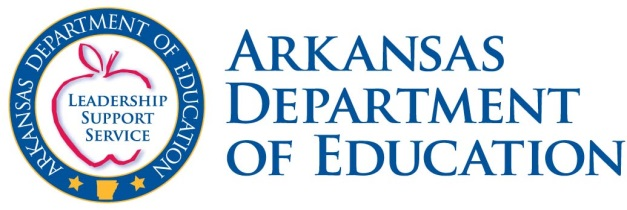 ARKANSAS DEPARTMENT OF EDUCATION
LEADERSHIP
SUPPORT
SERVICE
ARKANSAS
DEPARTMENT
OF EDUCATION